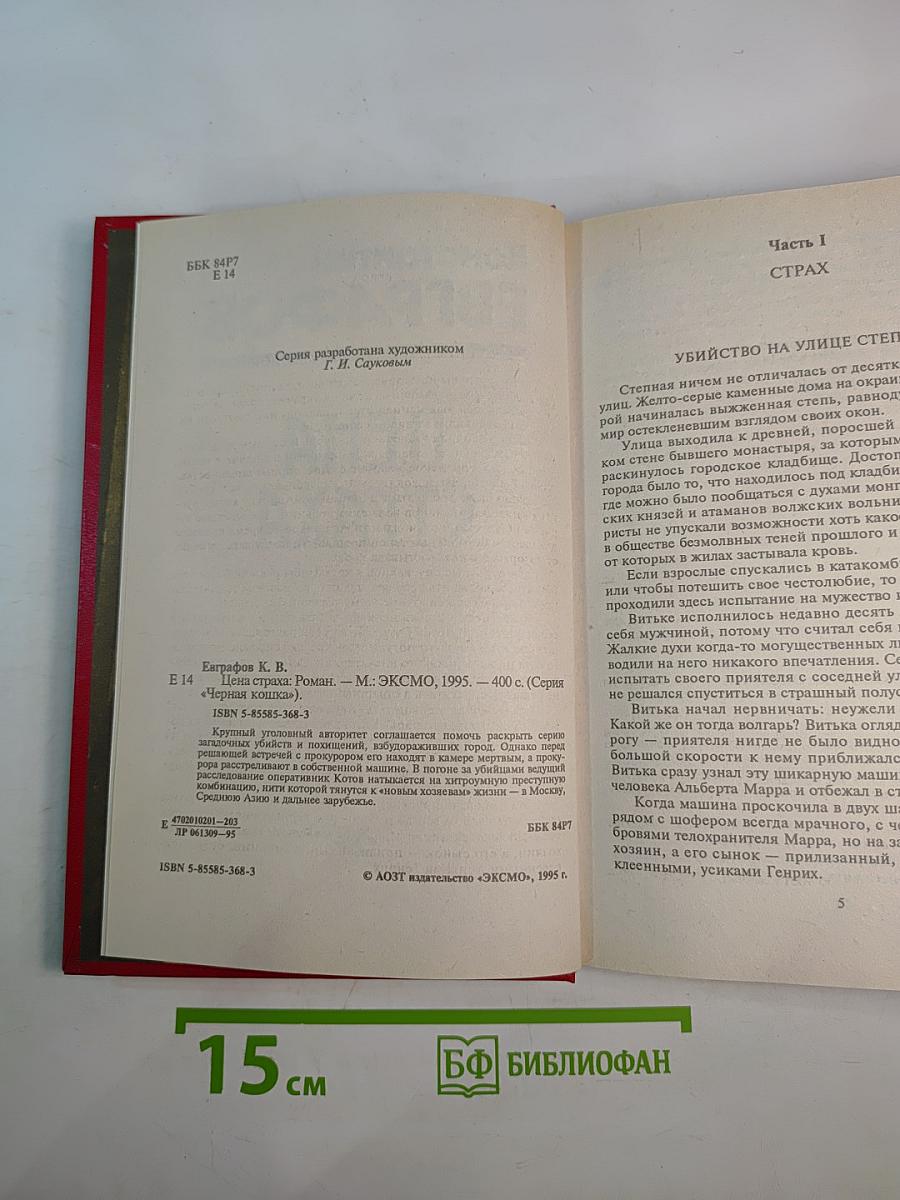 ББК 84Р7
Е 14
Серия разработана художником
Г. И. Сауковым
Евграфов К. В.
Е 14 Цена страха: Роман. — М.: ЭКСМО, 1995. — 400 с. (Серия
«Черная кошка»).
ISBN 5-85585-368-3
Крупный уголовный авторитет соглашается помочь раскрыть серию
загадочных убийств и похищений, взбудораживших город. Однако перед
решающей встречей с прокурором его находят в камере мертвым, а проку-
рора расстреливают в собственной машине. В погоне за убийцами ведущий
расследование оперативник Котов натыкается на хитроумную преступную
комбинацию, нити которой тянутся к «новым хозяевам» жизни — в Москву,
Среднюю Азию и дальнее зарубежье.
Е 4702010201—203
ЛР 061309—95
ББК 84Р7
ISBN 5-85585-368-3
© АОЗТ издательство «ЭКСМО», 1995 г.
Часть I
СТРАХ
УБИЙСТВО НА УЛИЦЕ СТЕП
Степная ничем не отличалась от десятк
улиц. Желто-серые каменные дома на окраи
рой начиналась выжженная степь, равноду
мир остекленевшим взглядом своих окон.
Улица выходила к древней, поросшей
ком стене бывшего монастыря, за которым
раскинулось городское кладбище. Достоп
города было то, что находилось под кладби
где можно было пообщаться с духами монг
ских князей и атаманов волжских вольни
ристы не упускали возможности хоть како
в обществе безмолвных теней прошлого и
от которых в жилах застывала кровь.
Если взрослые спускались в катакомб
или чтобы потешить свое честолюбие, то
проходили здесь испытание на мужество и
Витьке исполнилось недавно десять
себя мужчиной, потому что считал себя
Жалкие духи когда-то могущественных л
водили на него никакого впечатления. Се
испытать своего приятеля с соседней ул
не решался спуститься в страшный полус
Витька начал нервничать: неужели
Какой же он тогда волгарь? Витька огляд
рогу — приятеля нигде не было видно
большой скорости к нему приближался
Витька сразу узнал эту шикарную маши
человека Альберта Марра и отбежал в ст
Когда машина проскочила в двух ша
рядом с шофером всегда мрачного, с че
бровями телохранителя Марра, но на за
хозяин, а его сынок — прилизанный,
клеенными, усиками Генрих.
5
15 см
БФ БИБЛИОФАН